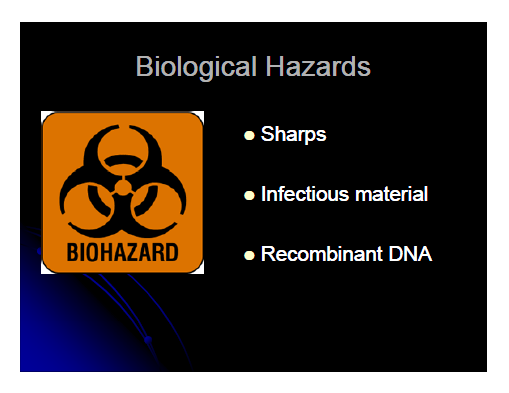 Biological Hazards
BIOHAZARD
Sharps
Infectious material
Recombinant DNA